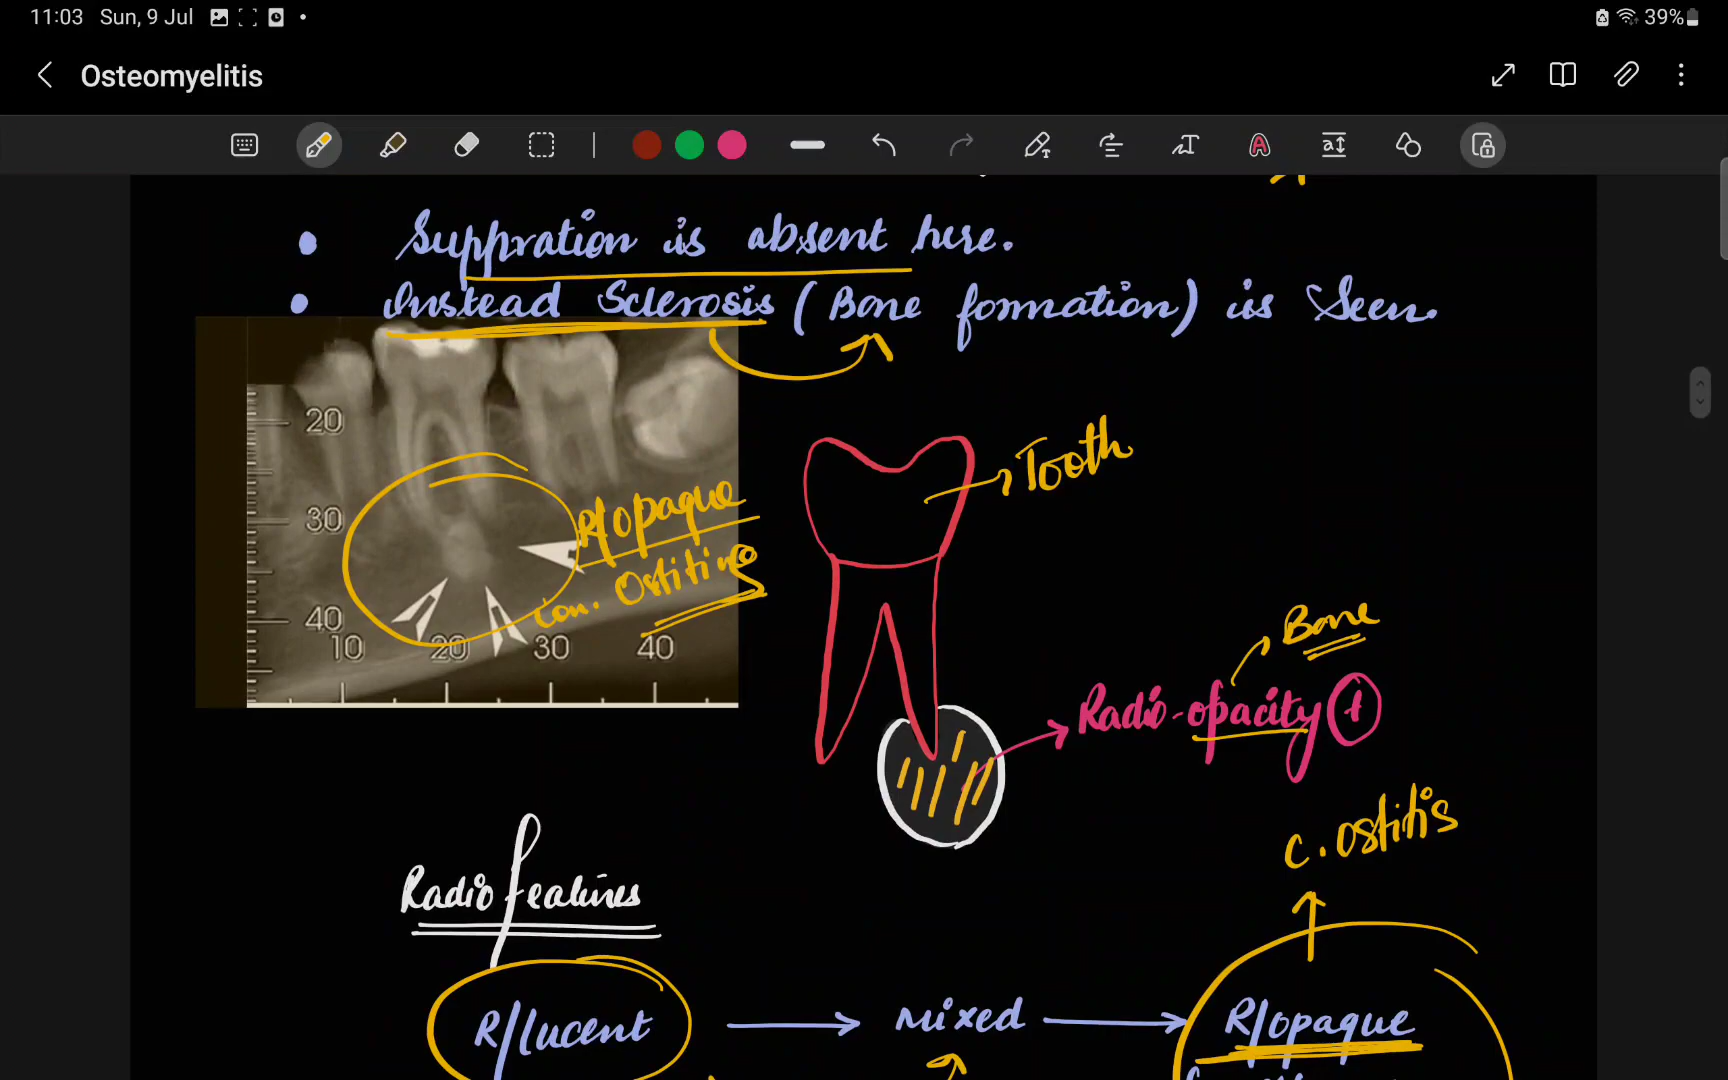 11:03 Sun, 9 Jul
39%
Osteomyelitis
Suppration is absent here.
Instead Sclerosis (Bone formation) is Seen.
20
30
40
10 20 30 40
R/opaque
con. Ostitis
Tooth
Bone
Radio-opacity +
C. Ostitis
Radio features
R/lucent → mixed → R/opaque